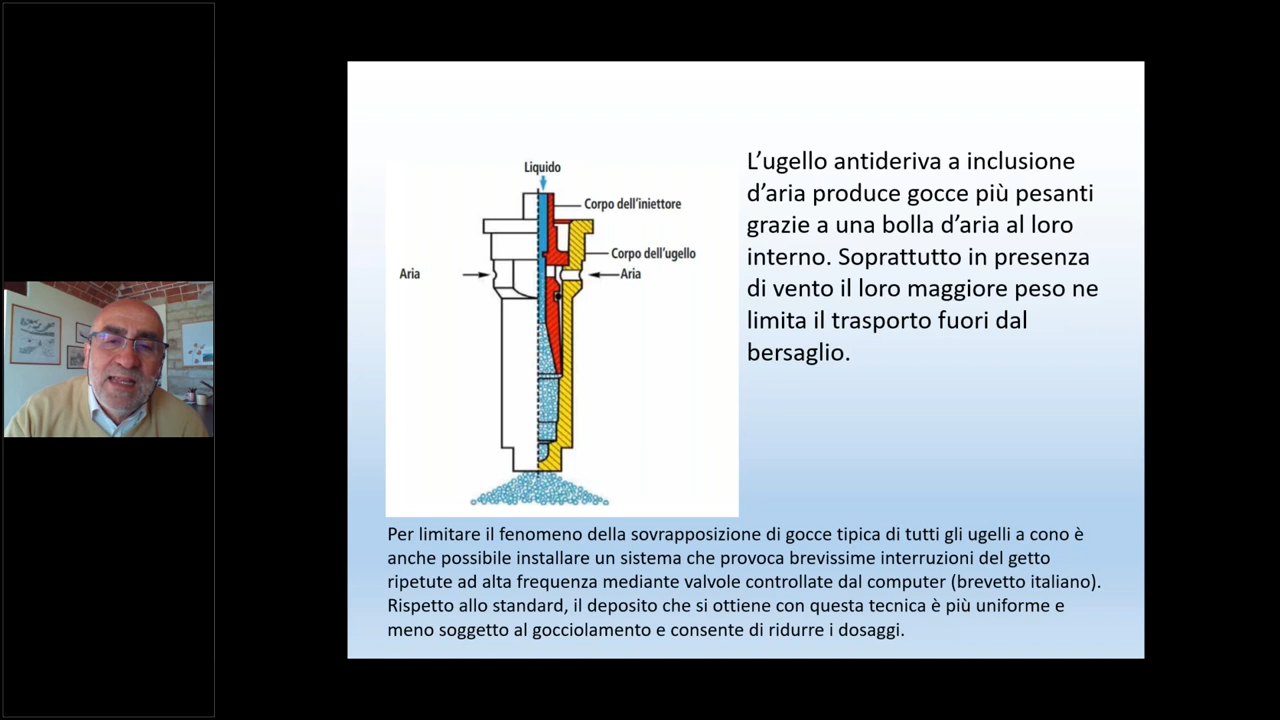 Liquido
Corpo dell'iniettore
Corpo dell'ugello
Aria
Aria
L'ugello antideriva a inclusione
d'aria produce gocce più pesanti
grazie a una bolla d'aria al loro
interno. Soprattutto in presenza
di vento il loro maggiore peso ne
limita il trasporto fuori dal
bersaglio.
Per limitare il fenomeno della sovrapposizione di gocce tipica di tutti gli ugelli a cono è
anche possibile installare un sistema che provoca brevissime interruzioni del getto
ripetute ad alta frequenza mediante valvole controllate dal computer (brevetto italiano).
Rispetto allo standard, il deposito che si ottiene con questa tecnica è più uniforme e
meno soggetto al gocciolamento e consente di ridurre i dosaggi.